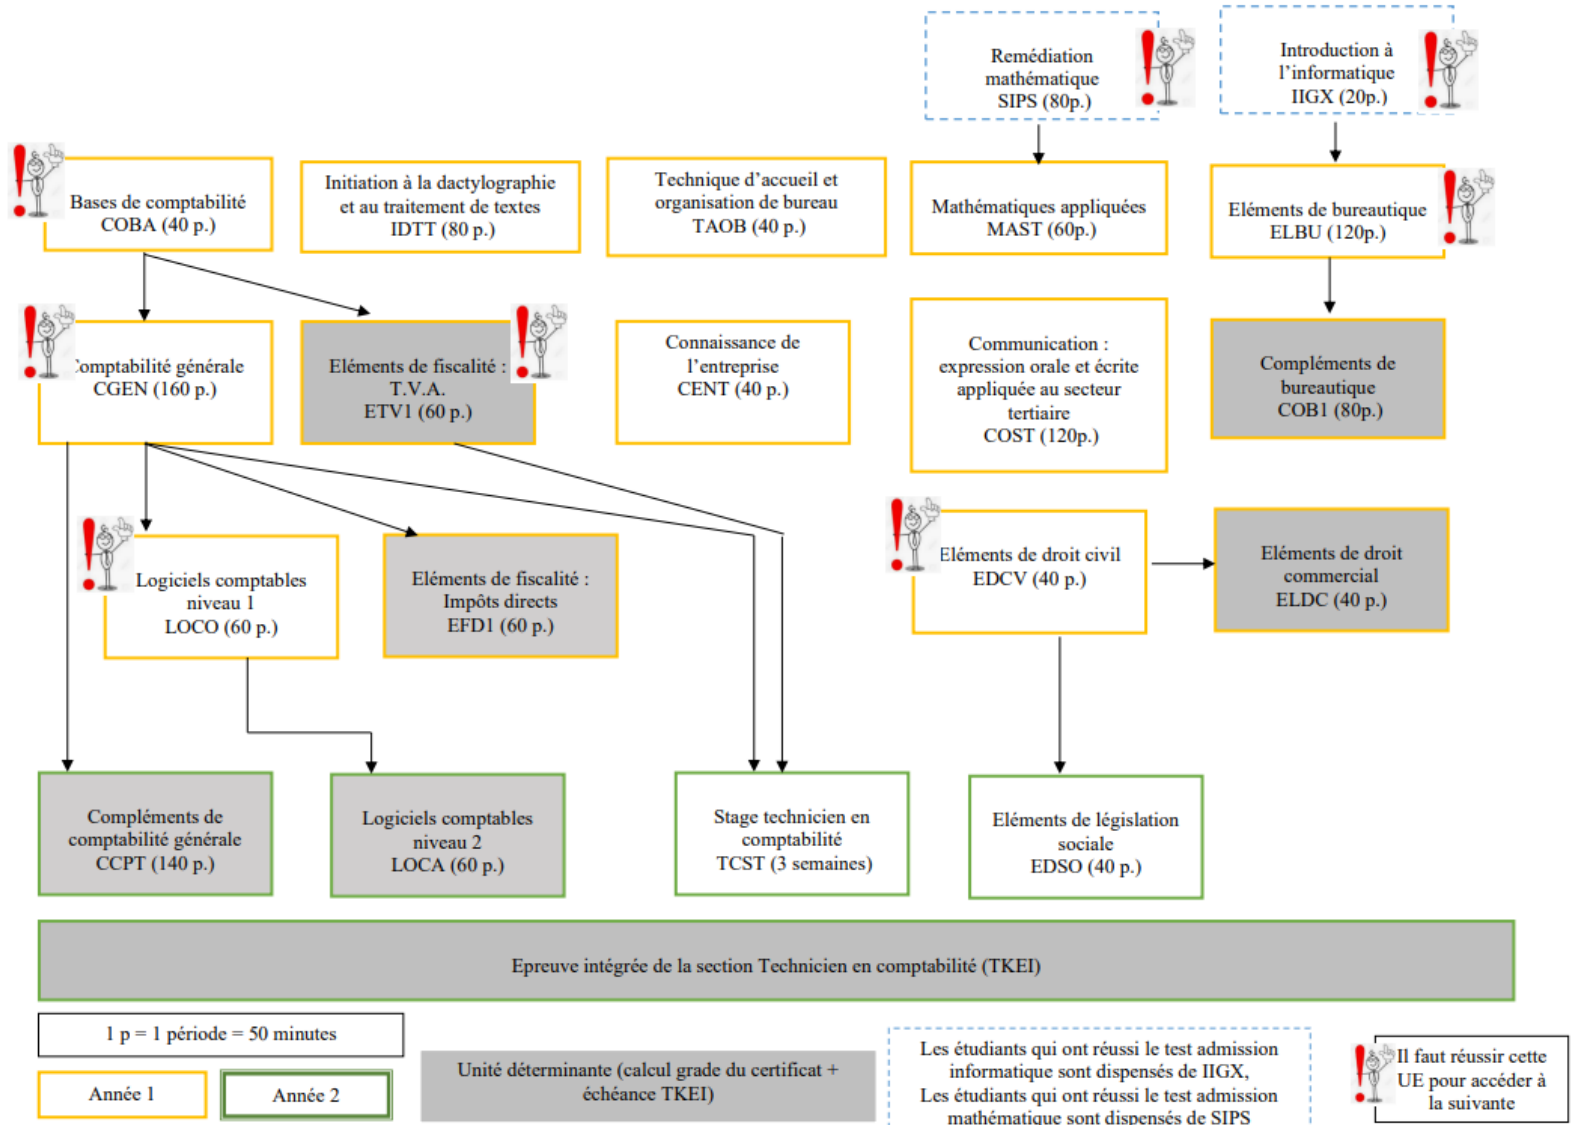 Remédiation
mathématique
SIPS (80p.)
Introduction à
l’informatique
IIGX (20p.)
Bases de comptabilité
COBA (40 p.)
Initiation à la dactylographie
et au traitement de textes
IDTT (80 p.)
Technique d’accueil et
organisation de bureau
TAOB (40 p.)
Mathématiques appliquées
MAST (60p.)
Eléments de bureautique
ELBU (120p.)
Comptabilité générale
CGEN (160 p.)
Eléments de fiscalité :
T.V.A.
ETV1 (60 p.)
Connaissance de
l’entreprise
CENT (40 p.)
Communication :
expression orale et écrite
appliquée au secteur
tertiaire
COST (120p.)
Compléments de
bureautique
COB1 (80p.)
Logiciels comptables
niveau 1
LOCO (60 p.)
Eléments de fiscalité :
Impôts directs
EFD1 (60 p.)
Eléments de droit civil
EDCV (40 p.)
Eléments de droit
commercial
ELDC (40 p.)
Compléments de
comptabilité générale
CCPT (140 p.)
Logiciels comptables
niveau 2
LOCA (60 p.)
Stage technicien en
comptabilité
TCST (3 semaines)
Eléments de législation
sociale
EDSO (40 p.)
Epreuve intégrée de la section Technicien en comptabilité (TKEI)
1 p = 1 période = 50 minutes
Année 1
Année 2
Unité déterminante (calcul grade du certificat +
échéance TKEI)
Les étudiants qui ont réussi le test admission
informatique sont dispensés de IIGX,
Les étudiants qui ont réussi le test admission
mathématique sont dispensés de SIPS
Il faut réussir cette
UE pour accéder à
la suivante